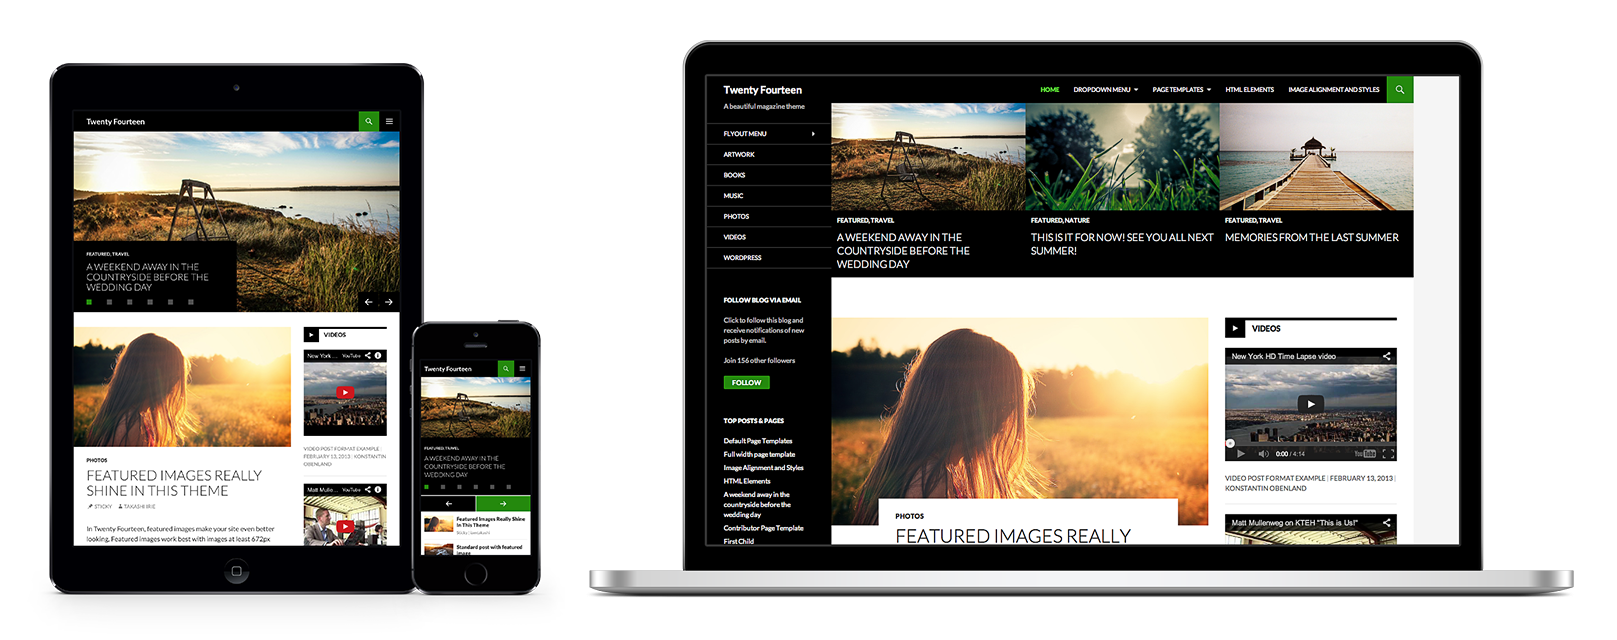 Twenty Fourteen
FEATURED, TRAVEL
A WEEKEND AWAY IN THE
COUNTRYSIDE BEFORE THE
WEDDING DAY
PHOTOS
FEATURED IMAGES REALLY
SHINE IN THIS THEME
STICKY TAKASHI IRIE
In Twenty Fourteen, featured images make your site even better
looking. Featured images work best with images at least 672px
VIDEOS
New York ... YouTube
VIDEO POST FORMAT EXAMPLE |
FEBRUARY 13, 2013 | KONSTANTIN
OBENLAND
Matt Mulle... YouTube
Twenty Fourteen
FEATURED, TRAVEL
A WEEKEND AWAY IN THE
COUNTRYSIDE BEFORE THE
WEDDING DAY
Featured Images Really Shine
In This Theme
Standard post with featured
image
Twenty Fourteen
A beautiful magazine theme
HOME DROPDOWN MENU PAGE TEMPLATES HTML ELEMENTS IMAGE ALIGNMENT AND STYLES
FLYOUT MENU
ARTWORK
BOOKS
MUSIC
PHOTOS
VIDEOS
WORDPRESS
FOLLOW BLOG VIA EMAIL
Click to follow this blog and
receive notifications of new
posts by email.
Join 156 other followers
FOLLOW
TOP POSTS & PAGES
Default Page Templates
Full width page template
Image Alignment and Styles
HTML Elements
A weekend away in the
countryside before the
wedding day
Contributor Page Template
First Child
FEATURED, TRAVEL
A WEEKEND AWAY IN THE
COUNTRYSIDE BEFORE THE
WEDDING DAY
FEATURED, NATURE
THIS IS IT FOR NOW! SEE YOU ALL NEXT
SUMMER!
FEATURED, TRAVEL
MEMORIES FROM THE LAST SUMMER
PHOTOS
FEATURED IMAGES REALLY
VIDEOS
New York HD Time Lapse video
0:00 / 4:14 YouTube
VIDEO POST FORMAT EXAMPLE | FEBRUARY 13, 2013 |
KONSTANTIN OBENLAND
Matt Mullenweg on KTEH "This is Us!"